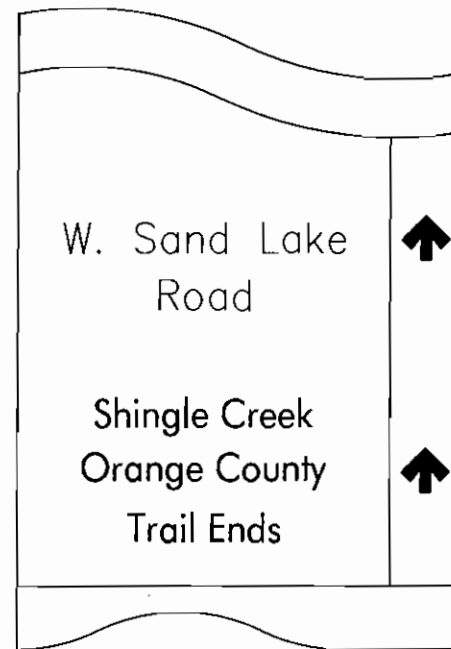 W. Sand Lake
Road
Shingle Creek
Orange County
Trail Ends